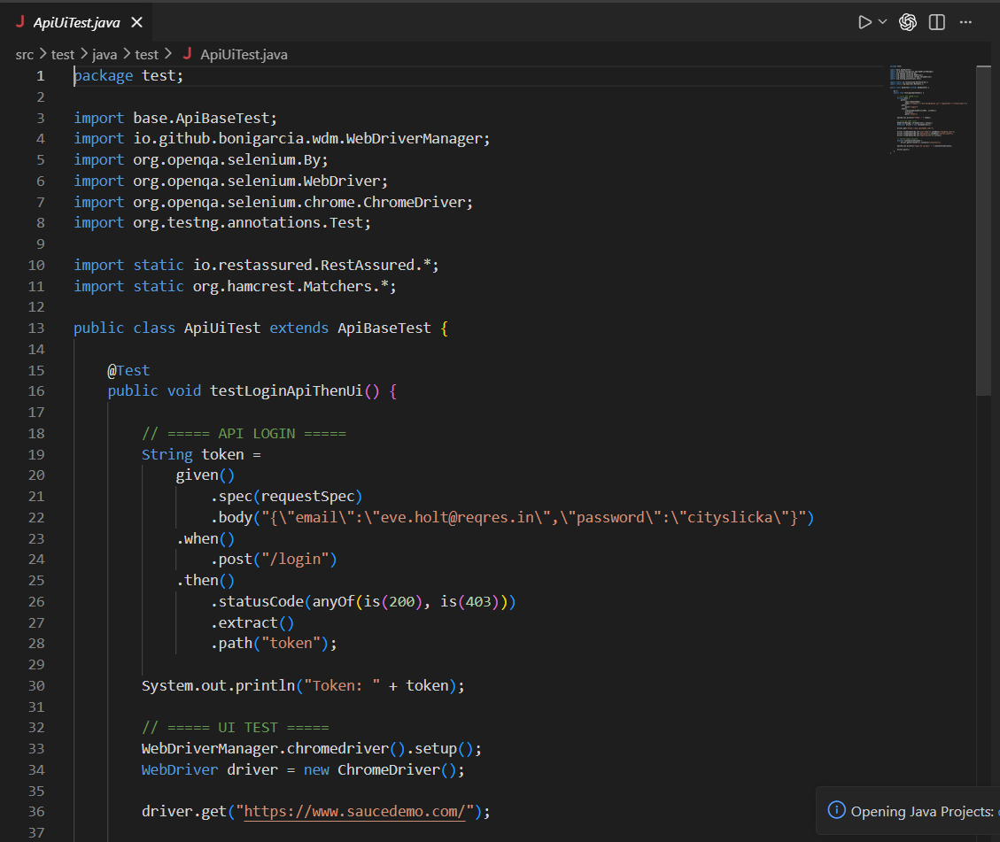 J ApiUiTest.java
src > test > java > test > J ApiUiTest.java
1 package test;
2
3 import base.ApiBaseTest;
4 import io.github.bonigarcia.wdm.WebDriverManager;
5 import org.openqa.selenium.By;
6 import org.openqa.selenium.WebDriver;
7 import org.openqa.selenium.chrome.ChromeDriver;
8 import org.testng.annotations.Test;
9
10 import static io.restassured.RestAssured.*;
11 import static org.hamcrest.Matchers.*;
12
13 public class ApiUiTest extends ApiBaseTest {
14
15     @Test
16     public void testLoginApiThenUi() {
17
18         // ===== API LOGIN =====
19         String token =
20             given()
21                 .spec(requestSpec)
22                 .body("{\"email\":\"eve.holt@reqres.in\",\"password\":\"cityslicka\"}")
23             .when()
24                 .post("/login")
25             .then()
26                 .statusCode(anyOf(is(200), is(403)))
27                 .extract()
28                 .path("token");
29
30         System.out.println("Token: " + token);
31
32         // ===== UI TEST =====
33         WebDriverManager.chromedriver().setup();
34         WebDriver driver = new ChromeDriver();
35
36         driver.get("https://www.saucedemo.com/");
37
Opening Java Projects: